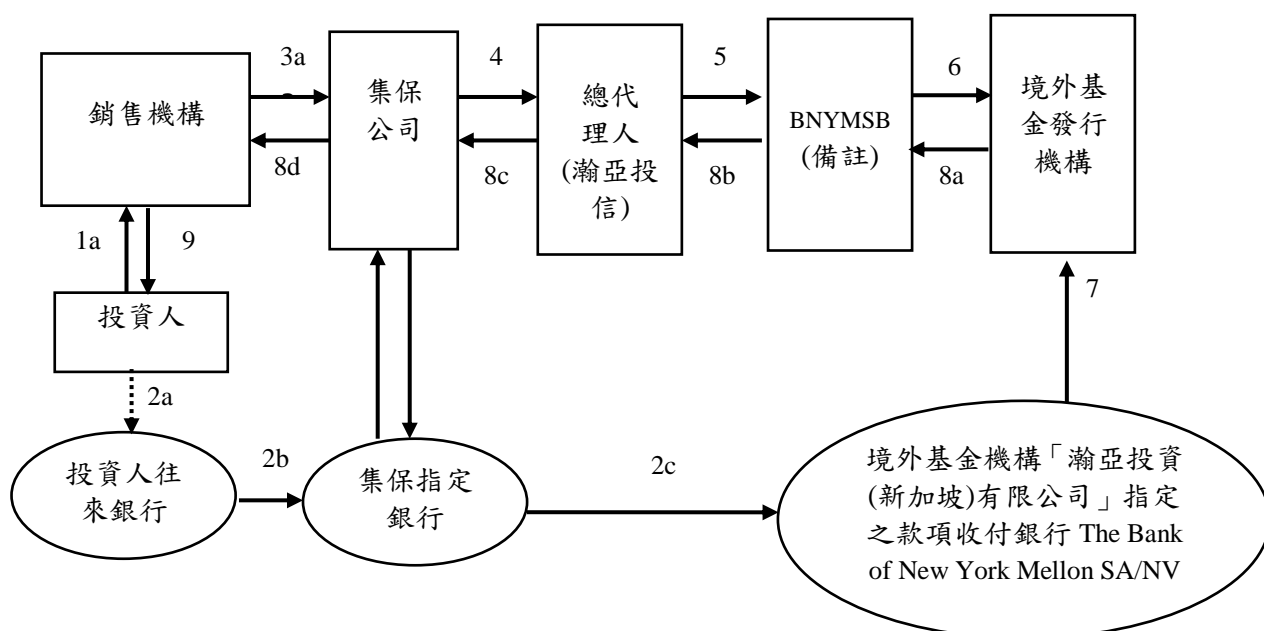 3a
4
5
6
銷售機構
集保
公司
總代
理人
(瀚亞投
信)
BNYMSB
(備註)
境外基
金發行
機構
8d
8c
8b
8a
1a
9
7
投資人
2a
投資人往
來銀行
2b
集保指定
銀行
2c
境外基金機構「瀚亞投資
(新加坡)有限公司」指定
之款項收付銀行 The Bank
of New York Mellon SA/NV